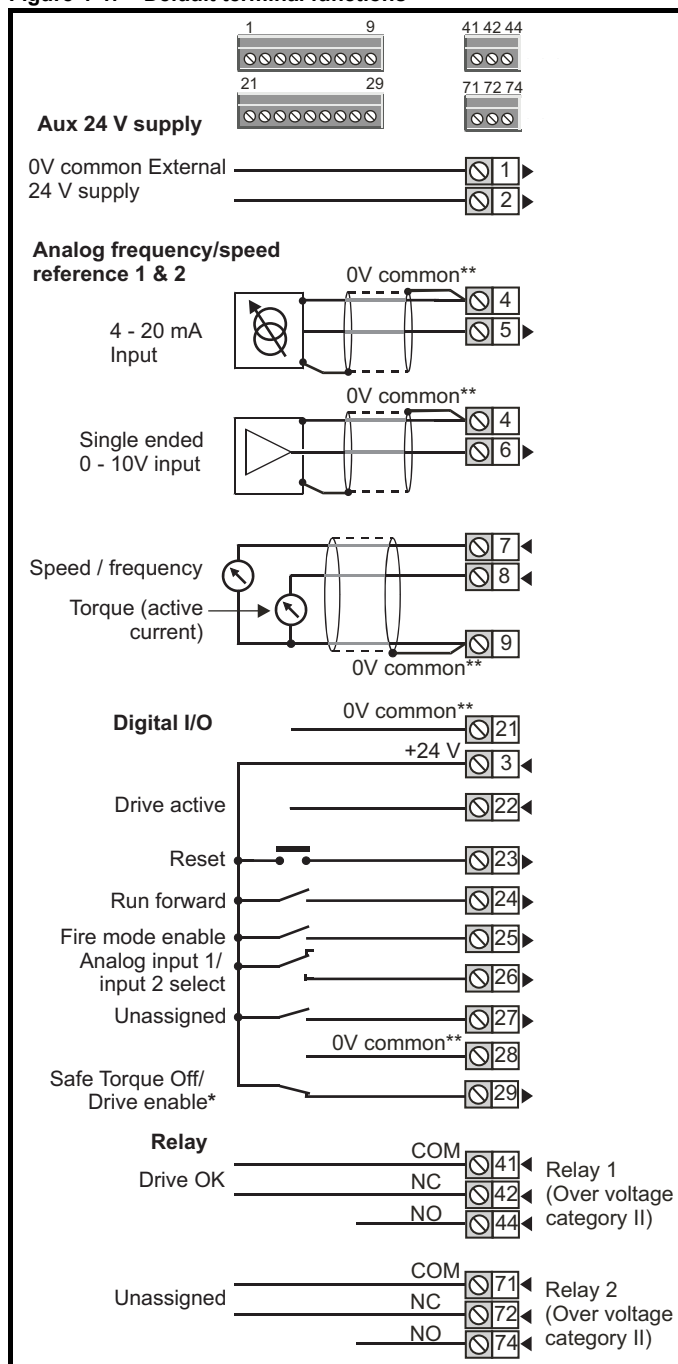 1 9 41 42 44
21 29 71 72 74
Aux 24 V supply
0V common External
24 V supply
1
2
Analog frequency/speed
reference 1 & 2
0V common**
4
4 - 20 mA
Input
5
0V common**
4
Single ended
0 - 10V input
6
7
Speed / frequency
8
Torque (active
current)
9
0V common**
Digital I/O
0V common**
21
+24 V
3
Drive active
22
Reset
23
Run forward
24
Fire mode enable
25
Analog input 1/
input 2 select
26
Unassigned
27
0V common**
28
Safe Torque Off/
Drive enable*
29
Relay
Drive OK
COM
41
NC
42
NO
44
Relay 1
(Over voltage
category II)
Unassigned
COM
71
NC
72
NO
74
Relay 2
(Over voltage
category II)